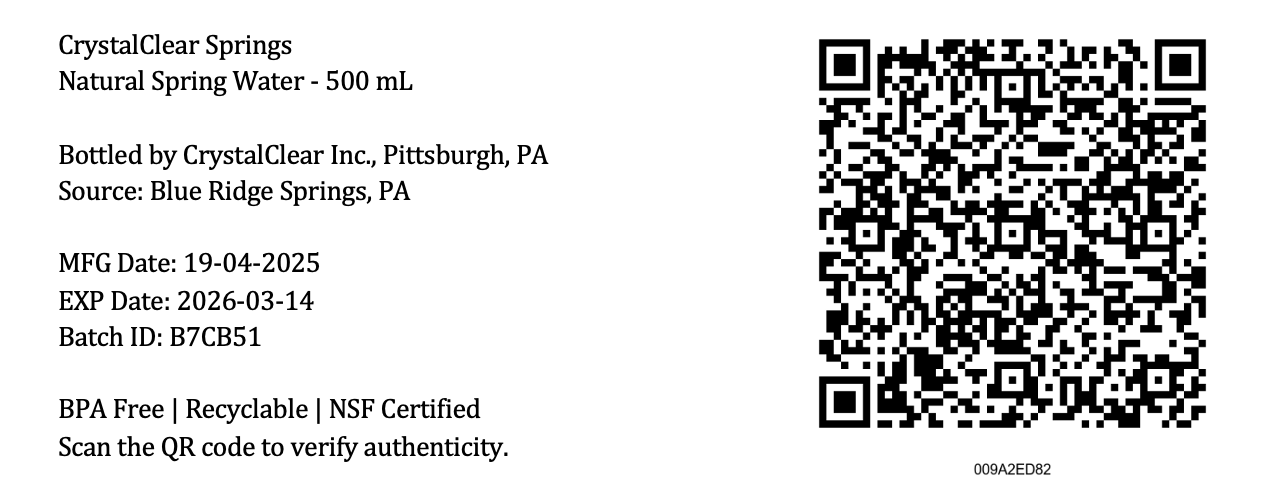 CrystalClear Springs
Natural Spring Water - 500 mL
Bottled by CrystalClear Inc., Pittsburgh, PA
Source: Blue Ridge Springs, PA
MFG Date: 19-04-2025
EXP Date: 2026-03-14
Batch ID: B7CB51
BPA Free | Recyclable | NSF Certified
Scan the QR code to verify authenticity.
009A2ED82